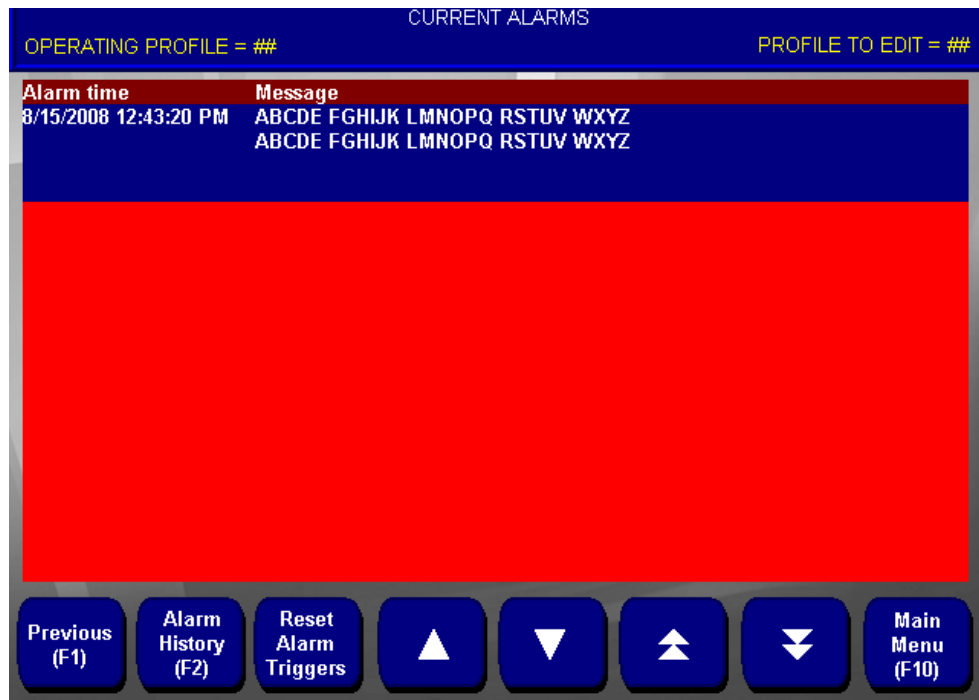 CURRENT ALARMS
OPERATING PROFILE = ##
PROFILE TO EDIT = ##
Alarm time Message
8/15/2008 12:43:20 PM ABCDE FGHIJK LMNOPQ RSTUV WXYZ
ABCDE FGHIJK LMNOPQ RSTUV WXYZ
Previous
(F1)
Alarm
History
(F2)
Reset
Alarm
Triggers
Main
Menu
(F10)